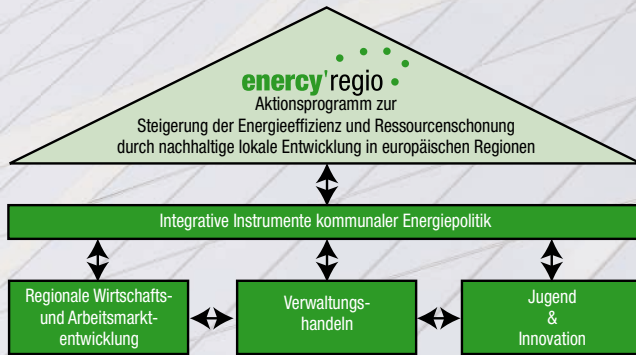 enercy'regio
Aktionsprogramm zur
Steigerung der Energieeffizienz und Ressourcenschonung
durch nachhaltige lokale Entwicklung in europäischen Regionen
Integrative Instrumente kommunaler Energiepolitik
Regionale Wirtschafts-
und Arbeitsmarkt-
entwicklung
Verwaltungs-
handeln
Jugend
&
Innovation